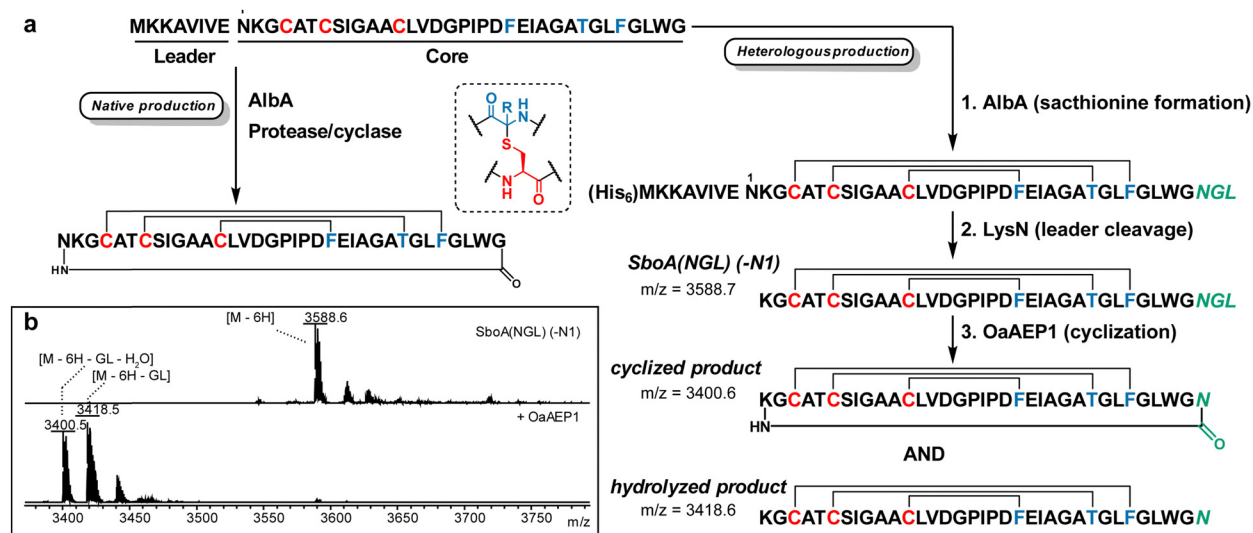 a
MKKAVIVE NKGCATCSIGAACLVDGPIPDFEIAGATGLFGLWG
Leader
Core
Native production
AlbA
Protease/cyclase
Heterologous production
O
R
H
N
S
N
H
O
NKGCATCSIGAACLVDGPIPDFEIAGATGLFGLWG
HN
O
1. AlbA (sacthionine formation)
1
(His6)MKKAVIVE NKGCATCSIGAACLVDGPIPDFEIAGATGLFGLWGNGL
2. LysN (leader cleavage)
SboA(NGL) (-N1)
m/z = 3588.7
KGCATCSIGAACLVDGPIPDFEIAGATGLFGLWGNGL
3. OaAEP1 (cyclization)
cyclized product
m/z = 3400.6
KGCATCSIGAACLVDGPIPDFEIAGATGLFGLWGN
HN
O
AND
hydrolyzed product
m/z = 3418.6
KGCATCSIGAACLVDGPIPDFEIAGATGLFGLWGN
b
[M - 6H]
3588.6
SboA(NGL) (-N1)
[M - 6H - GL - H2O]
[M - 6H - GL]
3418.5
3400.5
+ OaAEP1
3400 3450 3500 3550 3600 3650 3700 3750 m/z